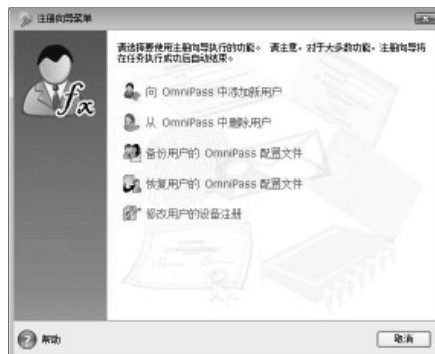 注册向导菜单
请选择要使用注册向导执行的功能。 请注意，对于大多数功能，注册向导将
在任务执行成功后自动结束。
fx
向 OmniPass 中添加新用户
从 OmniPass 中删除用户
备份用户的 OmniPass 配置文件
恢复用户的 OmniPass 配置文件
修改用户的设备注册
帮助
取消